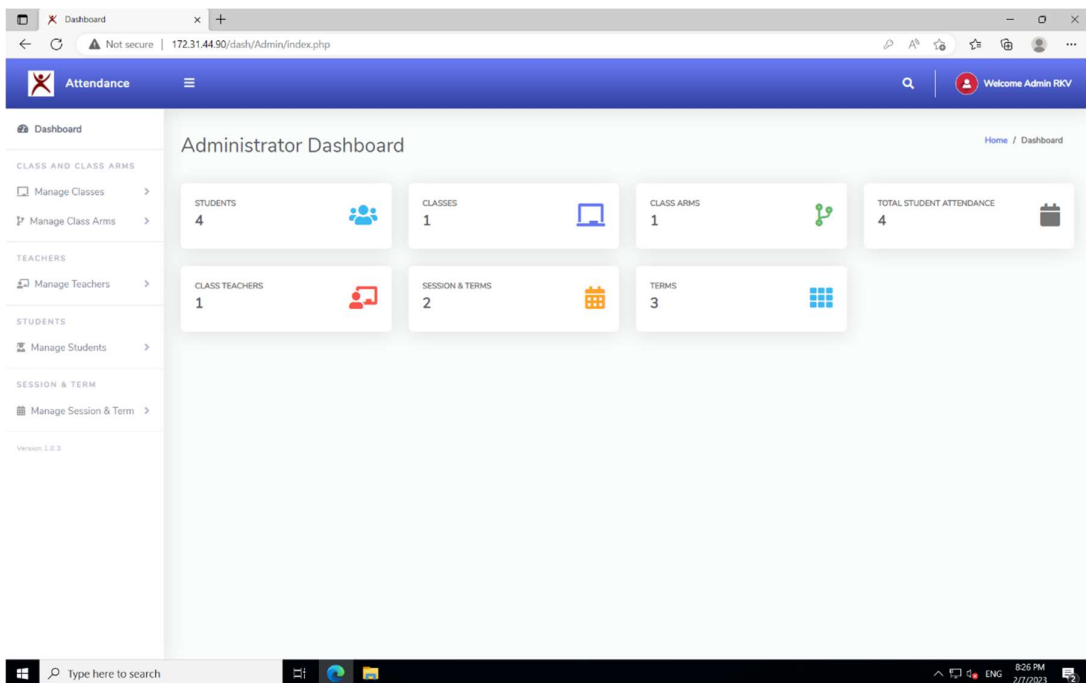 Dashboard
Not secure | 172.31.44.90/dash/Admin/index.php
Attendance
Welcome Admin RKV
Dashboard
CLASS AND CLASS ARMS
Manage Classes
Manage Class Arms
TEACHERS
Manage Teachers
STUDENTS
Manage Students
SESSION & TERM
Manage Session & Term
Version 1.0.3
Administrator Dashboard
Home / Dashboard
STUDENTS
4
CLASSES
1
CLASS ARMS
1
TOTAL STUDENT ATTENDANCE
4
CLASS TEACHERS
1
SESSION & TERMS
2
TERMS
3
Type here to search
ENG
8:26 PM
2/7/2023
2